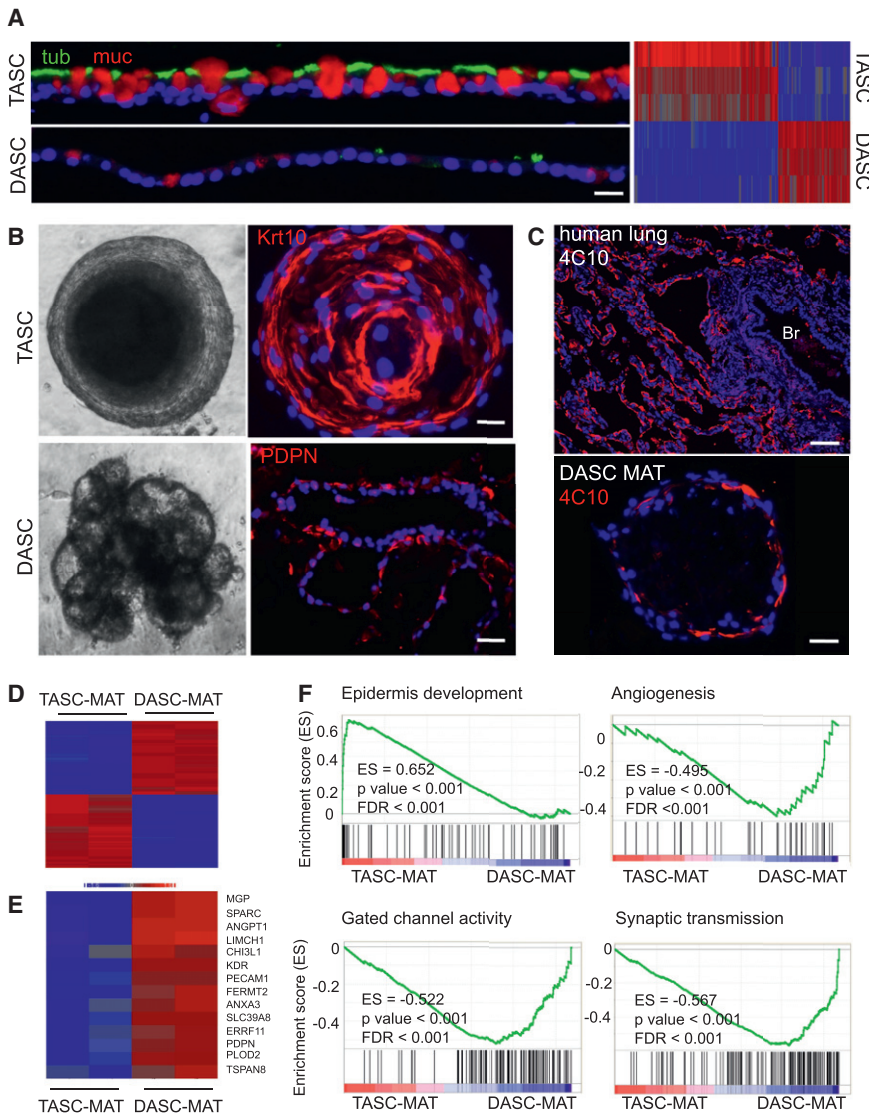 A
tub muc
TASC
DASC
TASC
DASC
B
Krt10
TASC
PDPN
DASC
C
human lung
4C10
Br
DASC MAT
4C10
D
TASC-MAT DASC-MAT
E
MGP
SPARC
ANGPT1
LIMCH1
CHI3L1
KDR
PECAM1
FERMT2
ANXA3
SLC39A8
ERRF11
PDPN
PLOD2
TSPAN8
TASC-MAT DASC-MAT
F
Epidermis development
Enrichment score (ES)
0.6
0.4
0.2
0
ES = 0.652
p value < 0.001
FDR < 0.001
TASC-MAT DASC-MAT
Angiogenesis
0
-0.2
-0.4
ES = -0.495
p value < 0.001
FDR < 0.001
TASC-MAT DASC-MAT
Gated channel activity
Enrichment score (ES)
0
-0.2
-0.4
ES = -0.522
p value < 0.001
FDR < 0.001
TASC-MAT DASC-MAT
Synaptic transmission
0
-0.2
-0.4
ES = -0.567
p value < 0.001
FDR < 0.001
TASC-MAT DASC-MAT